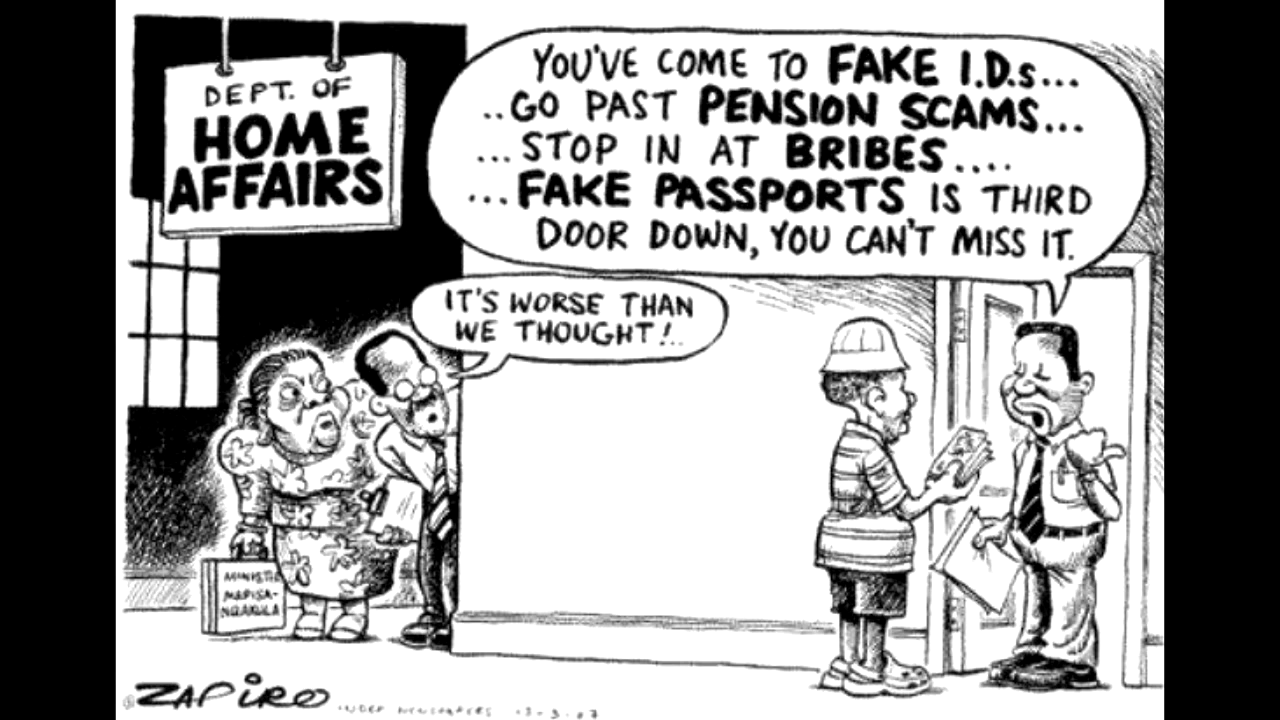 DEPT. OF
HOME
AFFAIRS
YOU'VE COME TO FAKE I.D.s...
..GO PAST PENSION SCAMS...
...STOP IN AT BRIBES....
...FAKE PASSPORTS IS THIRD
DOOR DOWN, YOU CAN'T MISS IT.
IT'S WORSE THAN
WE THOUGHT!..
MAPISA-
NQAKULA
ZAPIRO
NEWSPAPERS